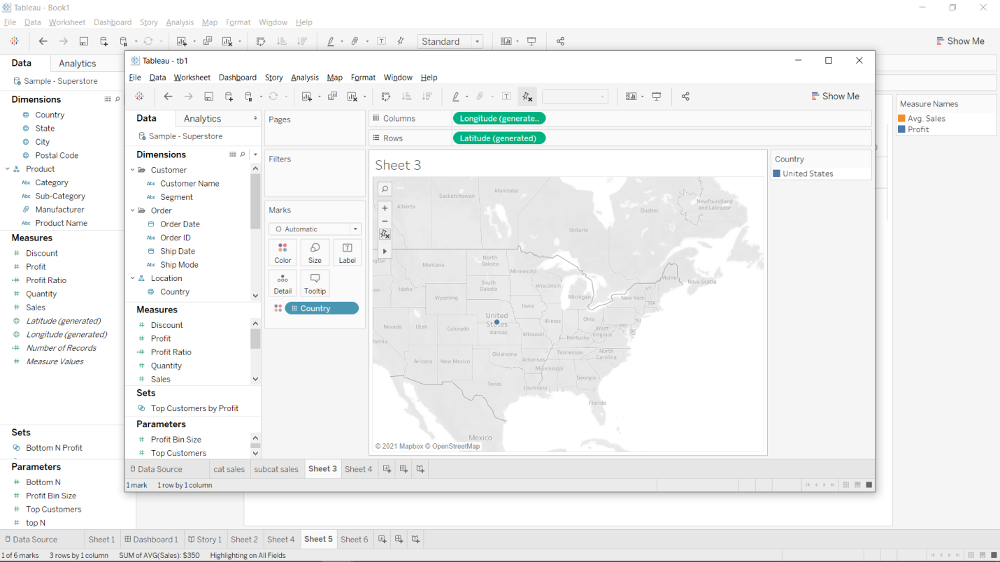 Tableau - Book1
File Data Worksheet Dashboard Story Analysis Map Format Window Help
Standard
Show Me
Data Analytics
Sample - Superstore
Dimensions
Country
State
City
Postal Code
Product
Abc Category
Abc Sub-Category
Manufacturer
Abc Product Name
Measures
Discount
Profit
Profit Ratio
Quantity
Sales
Latitude (generated)
Longitude (generated)
Number of Records
Measure Values
Sets
Bottom N Profit
Parameters
Bottom N
Profit Bin Size
Top Customers
top N
Measure Names
Avg. Sales
Profit
Tableau - tb1
File Data Worksheet Dashboard Story Analysis Map Format Window Help
Show Me
Data Analytics
Sample - Superstore
Dimensions
Customer
Abc Customer Name
Abc Segment
Order
Order Date
Abc Order ID
Ship Date
Abc Ship Mode
Location
Country
Measures
Discount
Profit
Profit Ratio
Quantity
Sales
Sets
Top Customers by Profit
Parameters
Profit Bin Size
Top Customers
Pages
Filters
Marks
Automatic
Color Size Label
Detail Tooltip
Country
Columns Longitude (generate..
Rows Latitude (generated)
Sheet 3
Manitoba
Saskatchewan
Alberta
Newfoundland
and Labrador
Quebec
Ontario
North
Dakota
Montana
Minnesota
Maine
Nova Scotia
South
Dakota
Wisconsin
Idaho
VT
Michigan
New York
Wyoming
MA
Iowa
United
States
Illinois
Ohio
NJ
Nevada
Utah
Colorado
Kansas
Missouri
West
Virginia
MD
DE
Kentucky
fornia
Oklahoma
Tennessee
North
Carolina
Arizona
New Mexico
Arkansas
Mississippi
Georgia
Texas
Louisiana
Florida
Mexico
© 2021 Mapbox © OpenStreetMap
Country
United States
Data Source cat sales subcat sales Sheet 3 Sheet 4
1 mark 1 row by 1 column
Data Source Sheet 1 Dashboard 1 Story 1 Sheet 2 Sheet 4 Sheet 5 Sheet 6
1 of 6 marks 3 rows by 1 column SUM of AVG(Sales): $350 Highlighting on All Fields